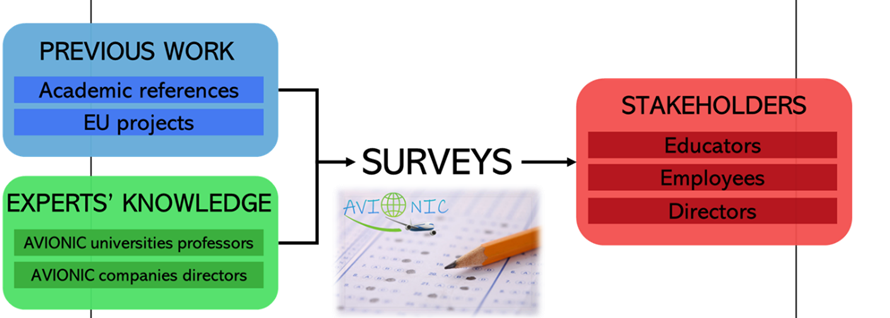 PREVIOUS WORK
Academic references
EU projects
EXPERTS' KNOWLEDGE
AVIONIC universities professors
AVIONIC companies directors
SURVEYS
AVIONIC
STAKEHOLDERS
Educators
Employees
Directors